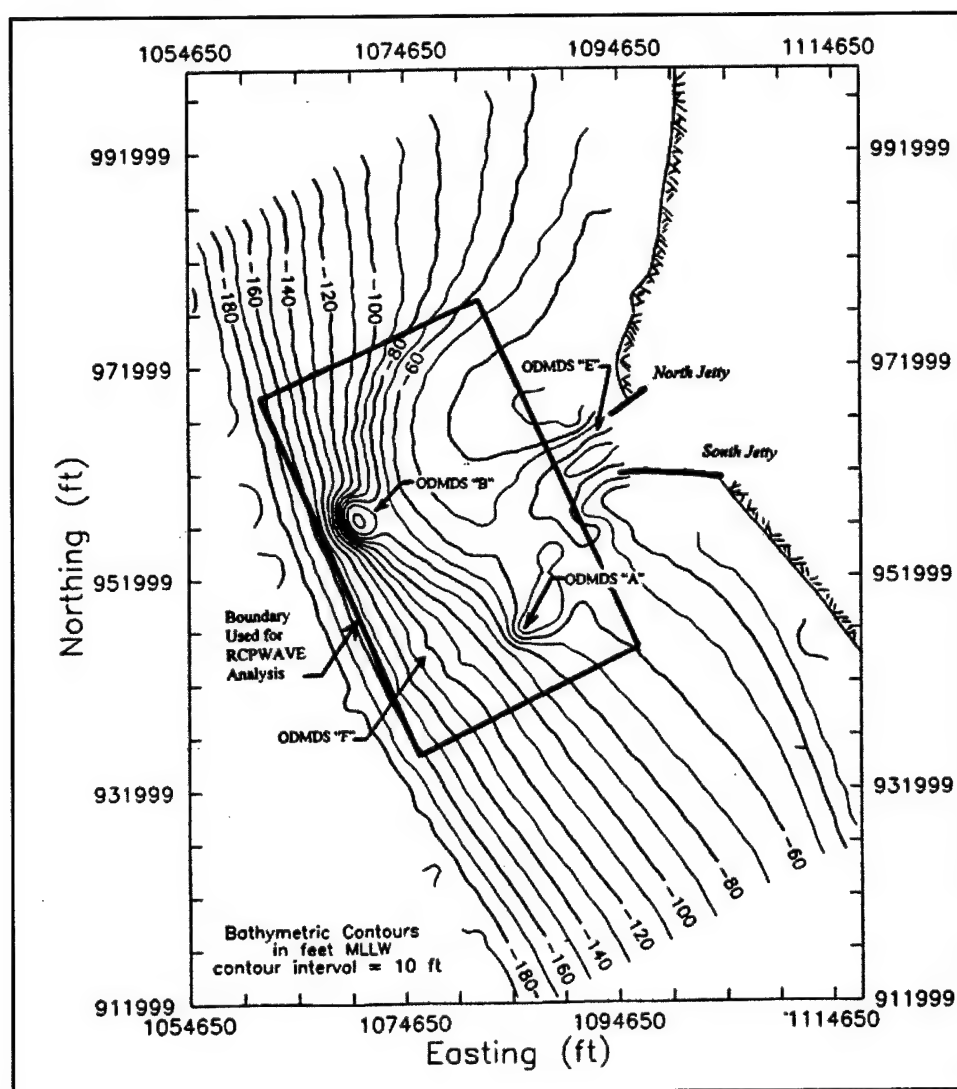 1054650 1074650 1094650 1114650
991999 991999
-180
-160
-140
-120
-100
-80
-60
971999 971999
ODMDS "E"
North Jetty
South Jetty
ODMDS "B"
951999 951999
ODMDS "A"
Boundary
Used for
RCPWAVE
Analysis
ODMDS "F"
931999 931999
-60
-80
-100
-120
-140
-160
-180
Bathymetric Contours
in feet MLLW
contour interval = 10 ft
911999 911999
1054650 1074650 1094650 1114650
Northing (ft)
Easting (ft)